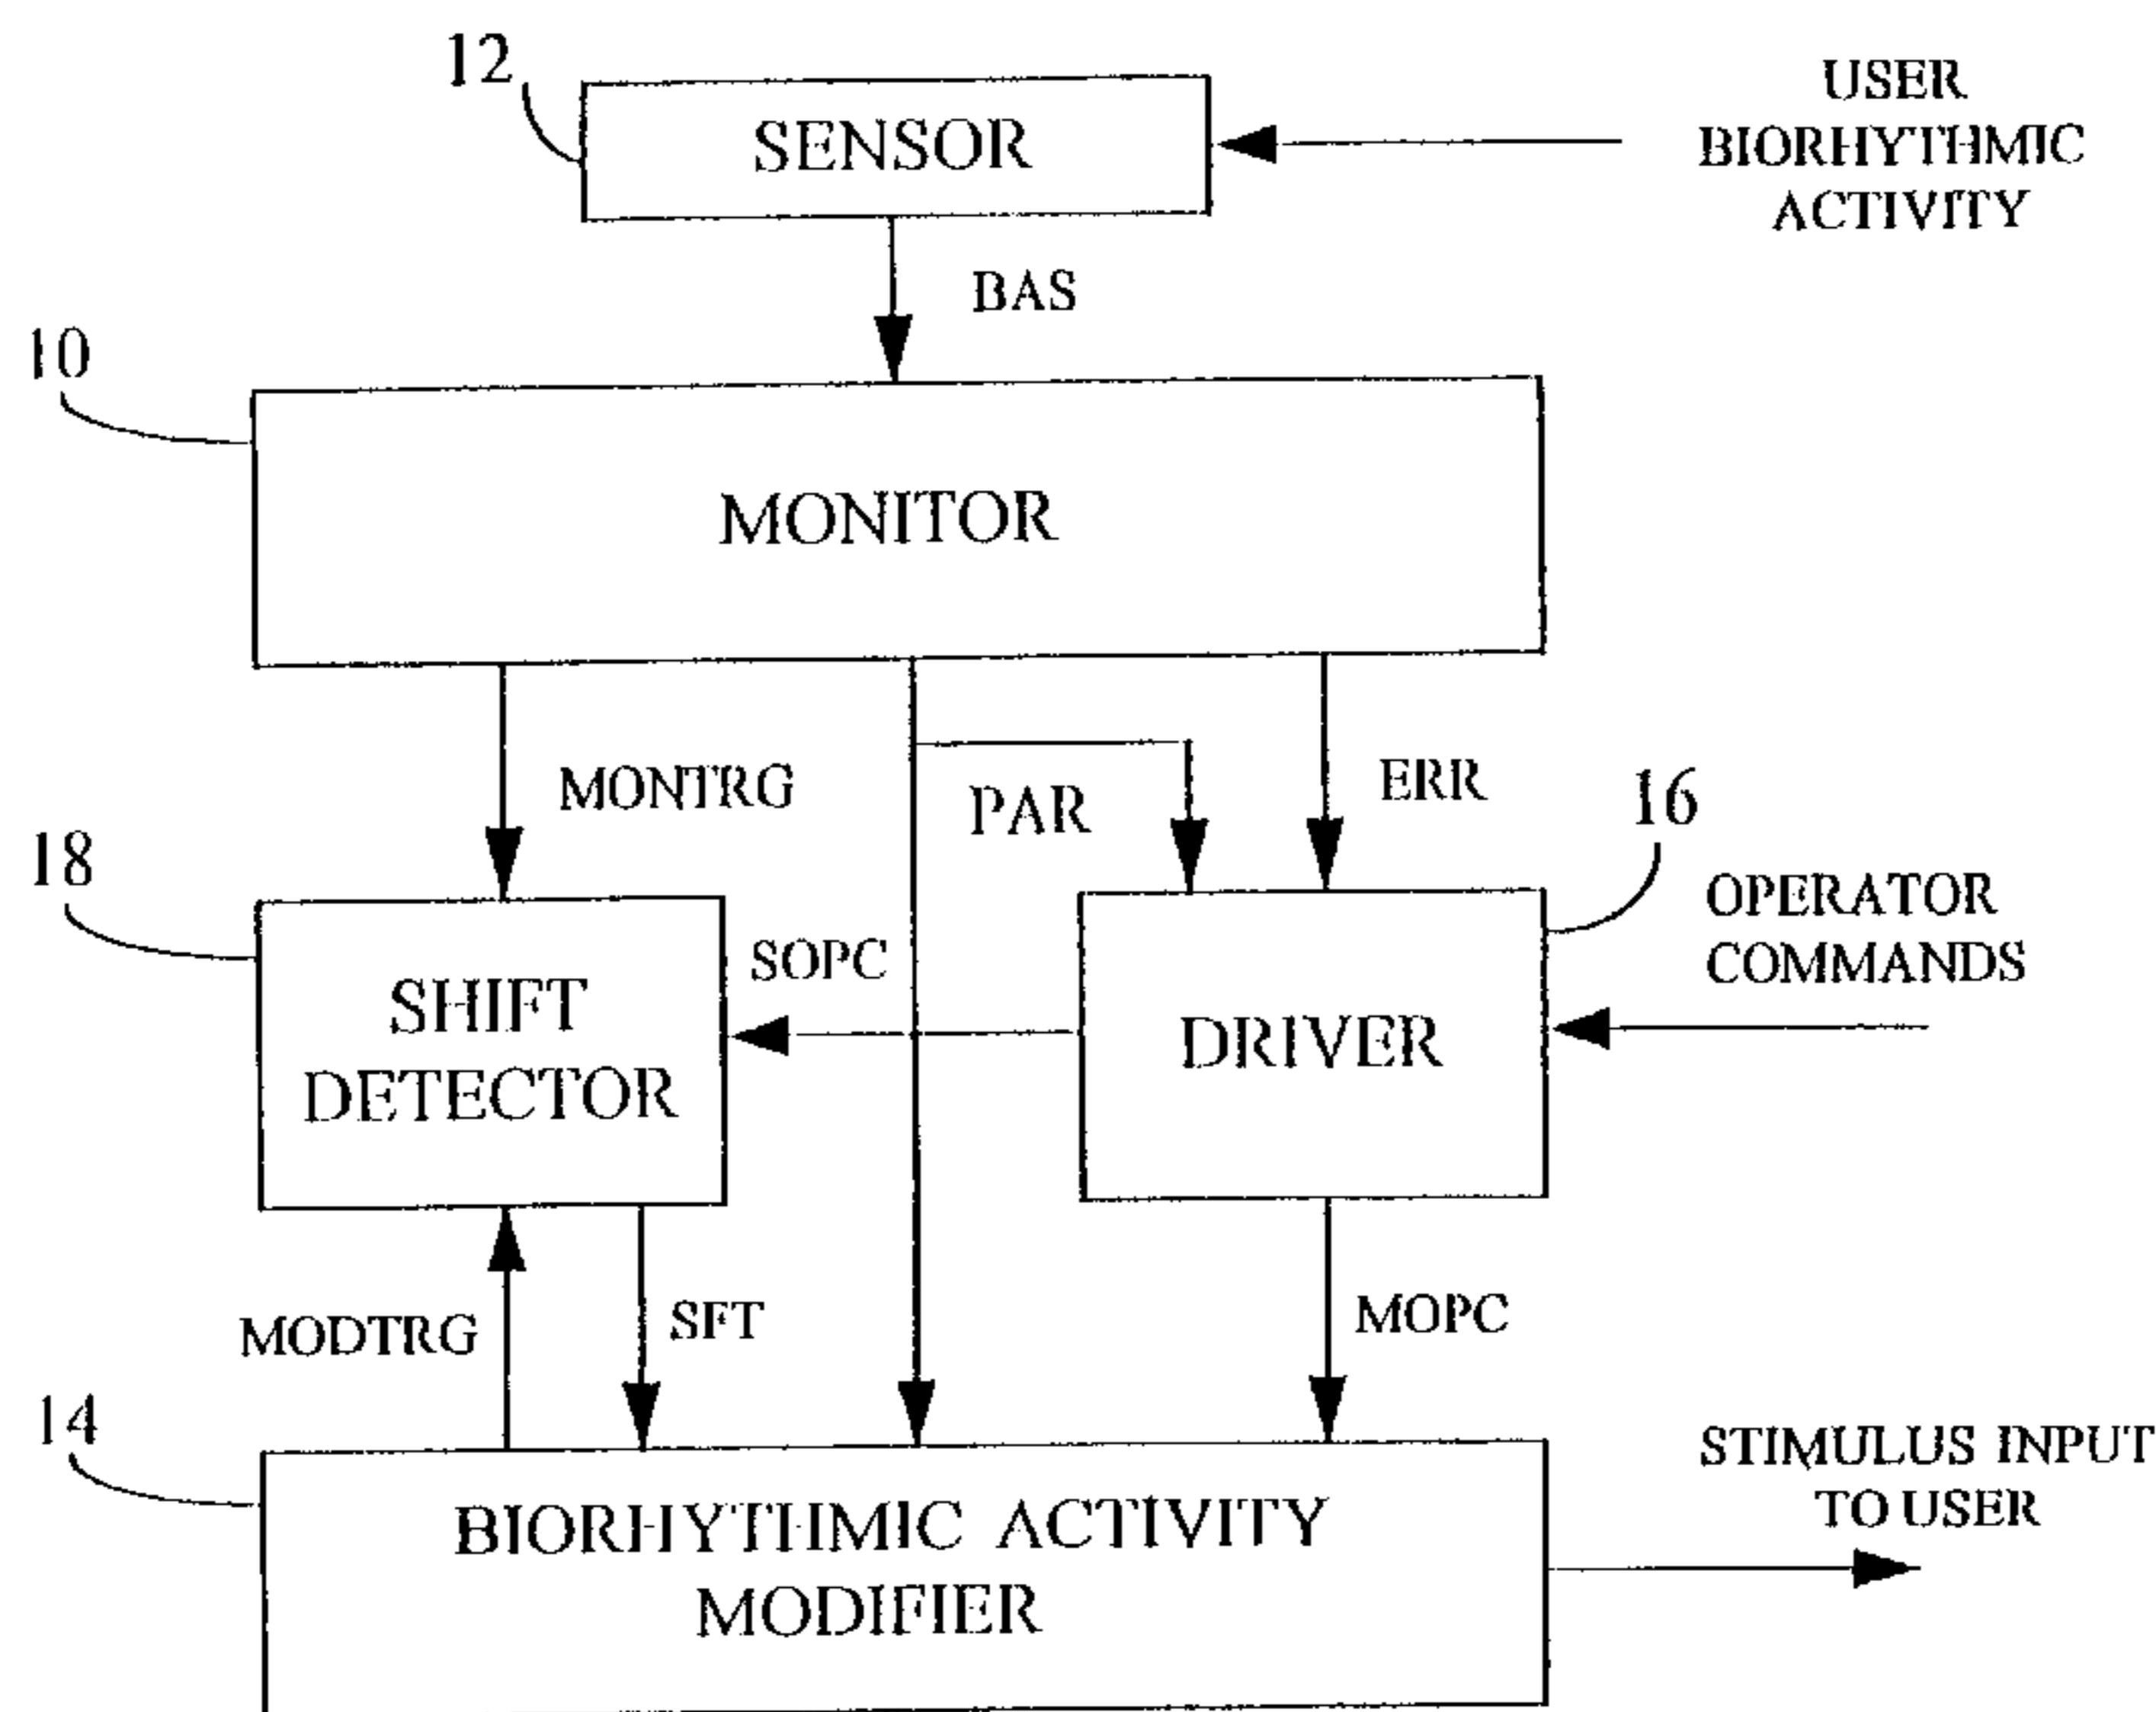 12
SENSOR
USER
BIORHYTHMIC
ACTIVITY
BAS
10
MONITOR
MONTRG
PAR
ERR
16
18
OPERATOR
COMMANDS
SOPC
SHIFT
DETECTOR
DRIVER
MODTRG
SFT
MOPC
14
STIMULUS INPUT
TO USER
BIORHYTHMIC ACTIVITY
MODIFIER